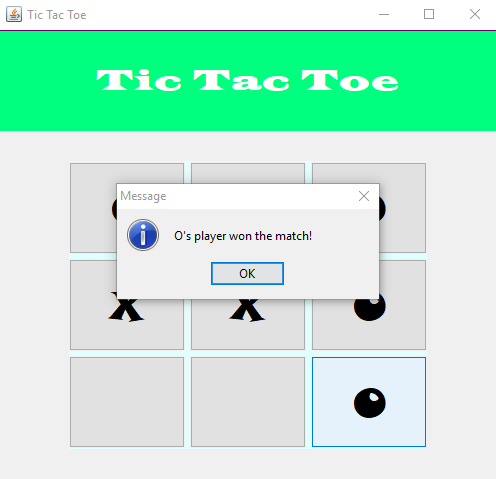 Tic Tac Toe
Tic Tac Toe
Message
O's player won the match!
OK
X X